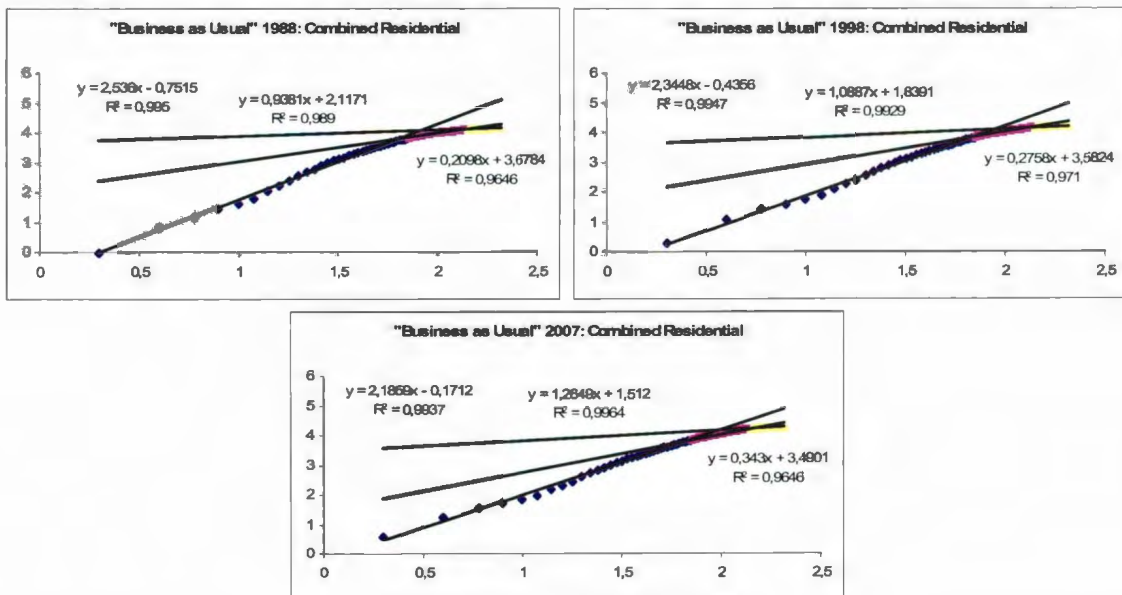 "Business as Usual" 1988: Combined Residential
6
5
4
3
2
1
0
y = 2,536x - 0,7515
R² = 0,995
y = 0,9381x + 2,1171
R² = 0,989
y = 0,2098x + 3,6784
R² = 0,9646
0 0,5 1 1,5 2 2,5
"Business as Usual" 1998: Combined Residential
6
5
4
3
2
1
0
y = 2,3448x - 0,4356
R² = 0,9947
y = 1,0887x + 1,8391
R² = 0,9929
y = 0,2758x + 3,5824
R² = 0,971
0 0,5 1 1,5 2 2,5
"Business as Usual" 2007: Combined Residential
6
5
4
3
2
1
0
y = 2,1869x - 0,1712
R² = 0,9937
y = 1,2649x + 1,512
R² = 0,9964
y = 0,343x + 3,4901
R² = 0,9646
0 0,5 1 1,5 2 2,5